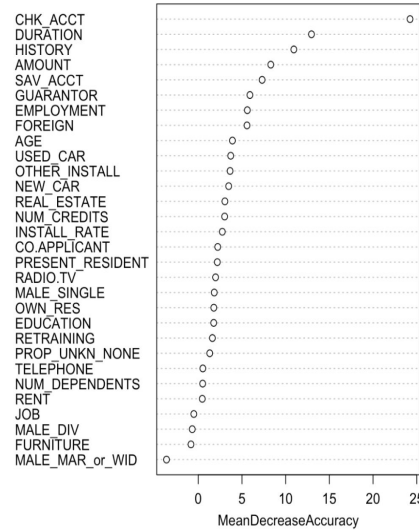 CHK_ACCT
DURATION
HISTORY
AMOUNT
SAV_ACCT
GUARANTOR
EMPLOYMENT
FOREIGN
AGE
USED_CAR
OTHER_INSTALL
NEW_CAR
REAL_ESTATE
NUM_CREDITS
INSTALL_RATE
CO.APPLICANT
PRESENT_RESIDENT
RADIO.TV
MALE_SINGLE
OWN_RES
EDUCATION
RETRAINING
PROP_UNKN_NONE
TELEPHONE
NUM_DEPENDENTS
RENT
JOB
MALE_DIV
FURNITURE
MALE_MAR_or_WID
0 5 10 15 20 25
MeanDecreaseAccuracy